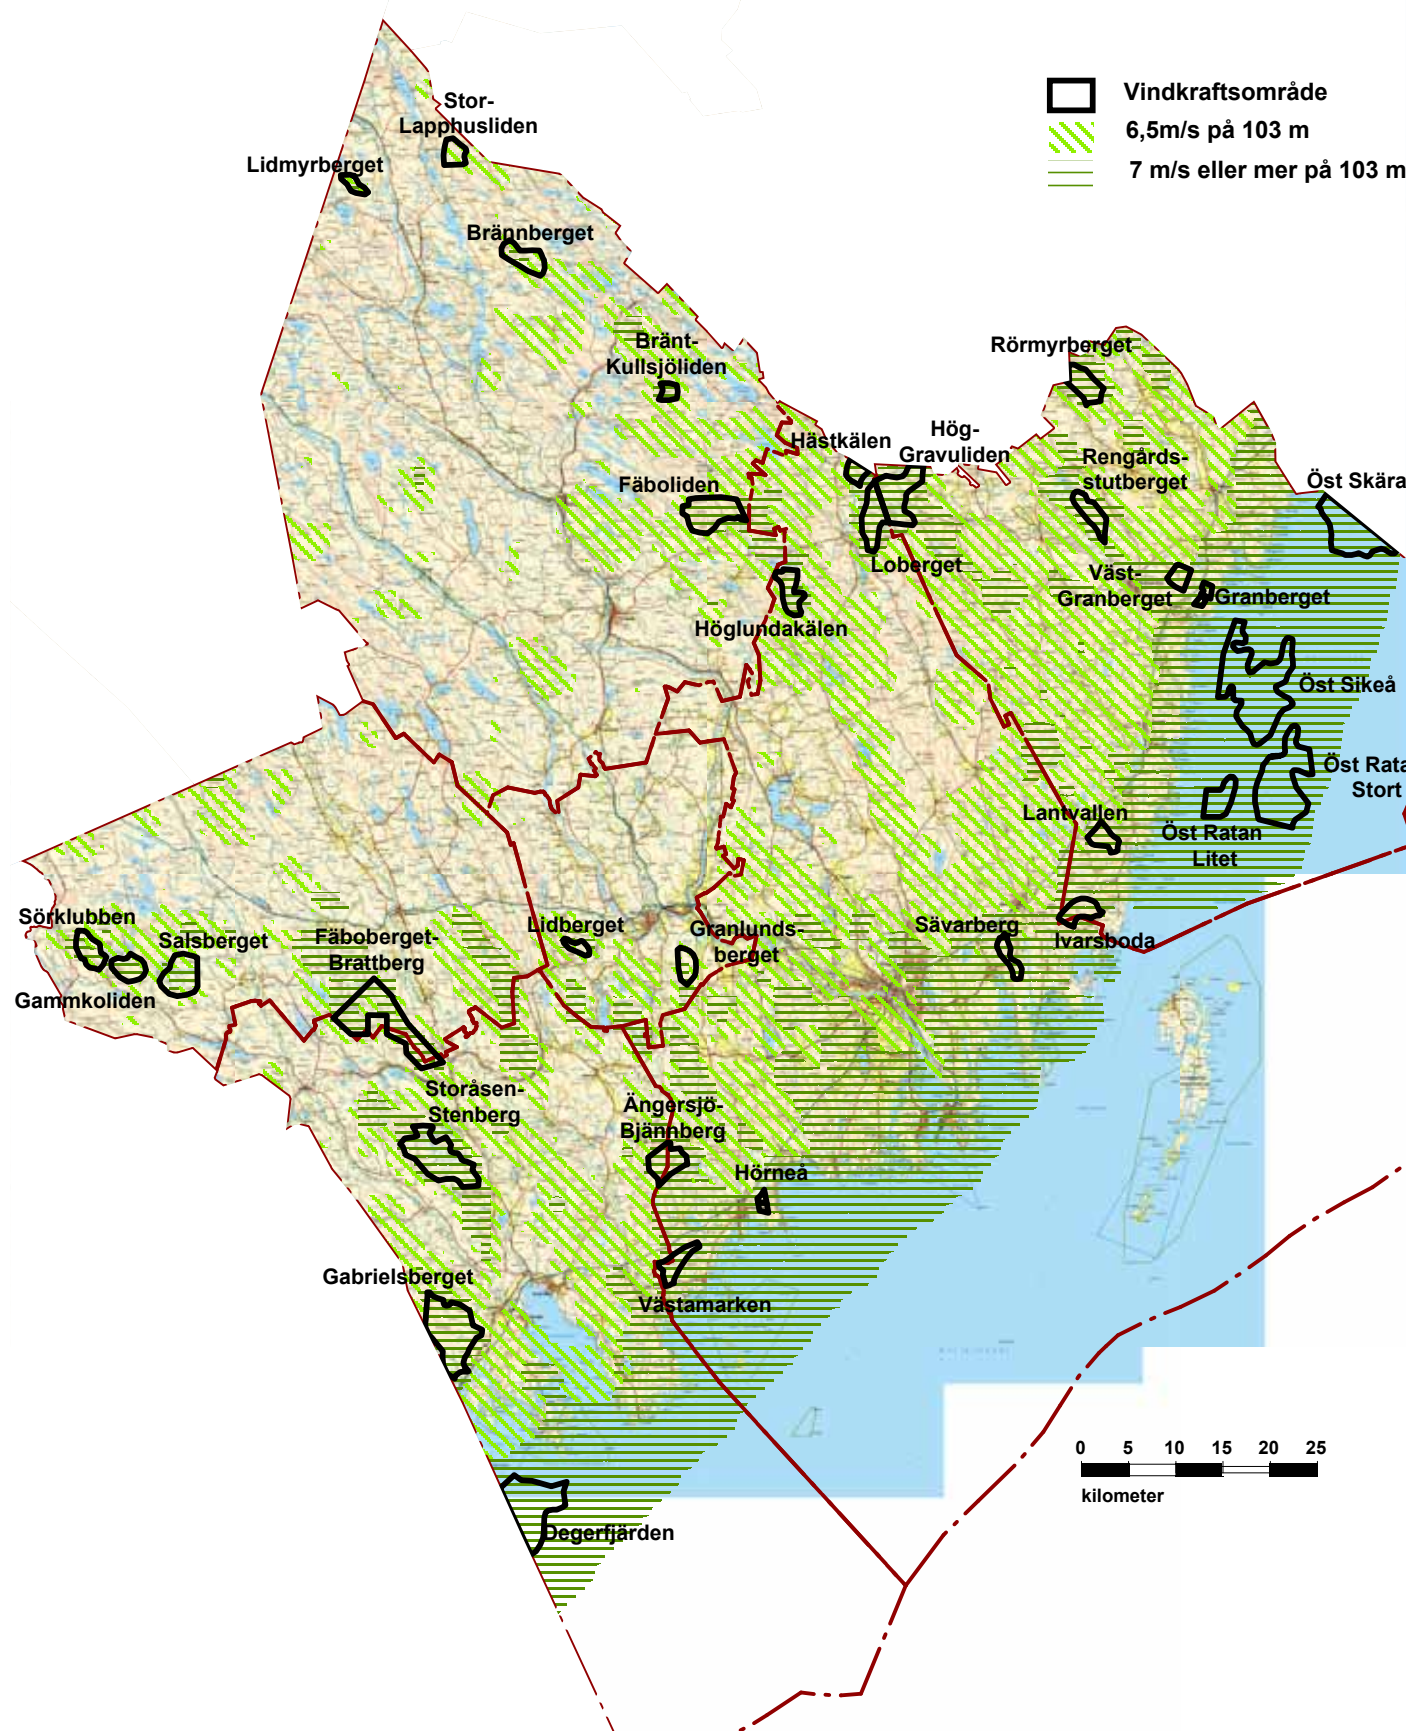 Vindkraftsområde
6,5m/s på 103 m
7 m/s eller mer på 103 m
Stor-
Lapphusliden
Lidmyrberget
Brännberget
Bränt-
Kullsjöliden
Rörmyrberget
Hästkälen
Hög-
Gravuliden
Rengårds-
stutberget
Fäboliden
Öst Skära
Loberget
Väst-
Granberget
Granberget
Höglundakälen
Öst Sikeå
Öst Rata
Stort
Lantvallen
Öst Ratan
Litet
Sörklubben
Salsberget
Fäboberget-
Brattberg
Lidberget
Granlunds-
berget
Sävarberg
Ivarsboda
Gammkoliden
Storåsen-
Stenberg
Ängersjö-
Bjännberg
Hörneå
Gabrielsberget
Västamarken
Degerfjärden
0 5 10 15 20 25
kilometer